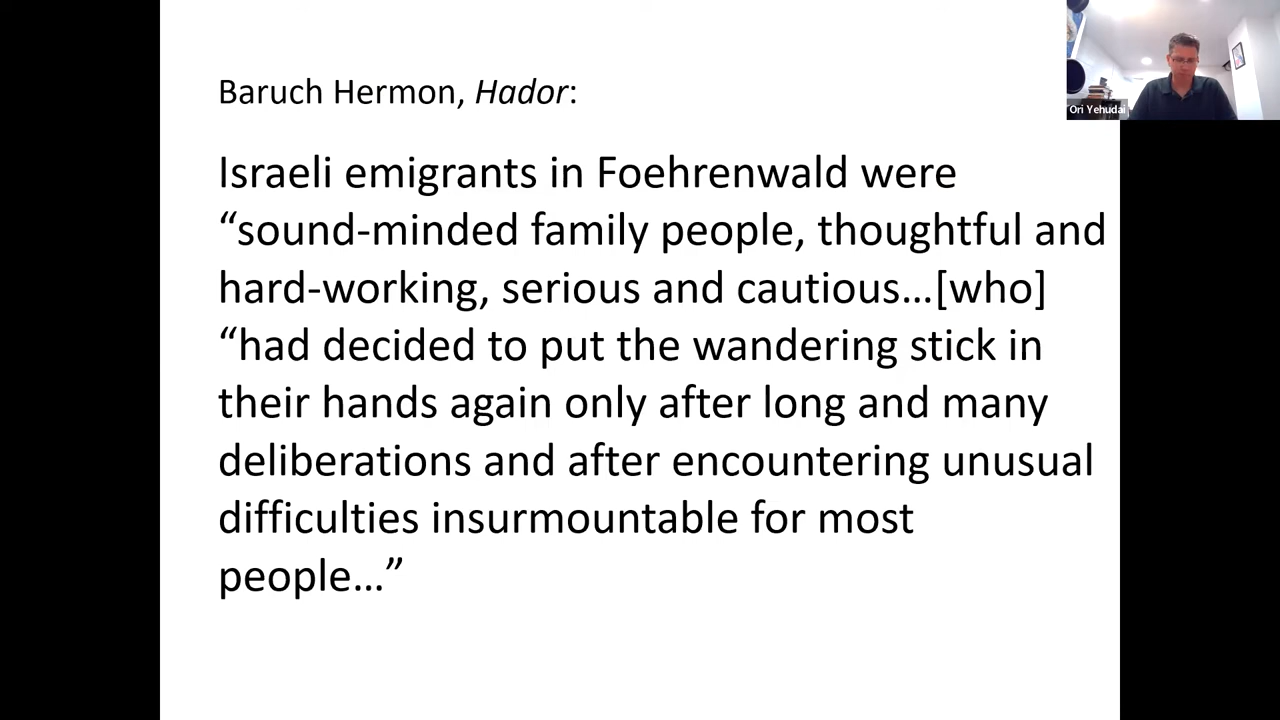 Baruch Hermon, Hador:
Israeli emigrants in Foehrenwald were
“sound-minded family people, thoughtful and
hard-working, serious and cautious…[who]
“had decided to put the wandering stick in
their hands again only after long and many
deliberations and after encountering unusual
difficulties insurmountable for most
people…”
Ori Yehudai